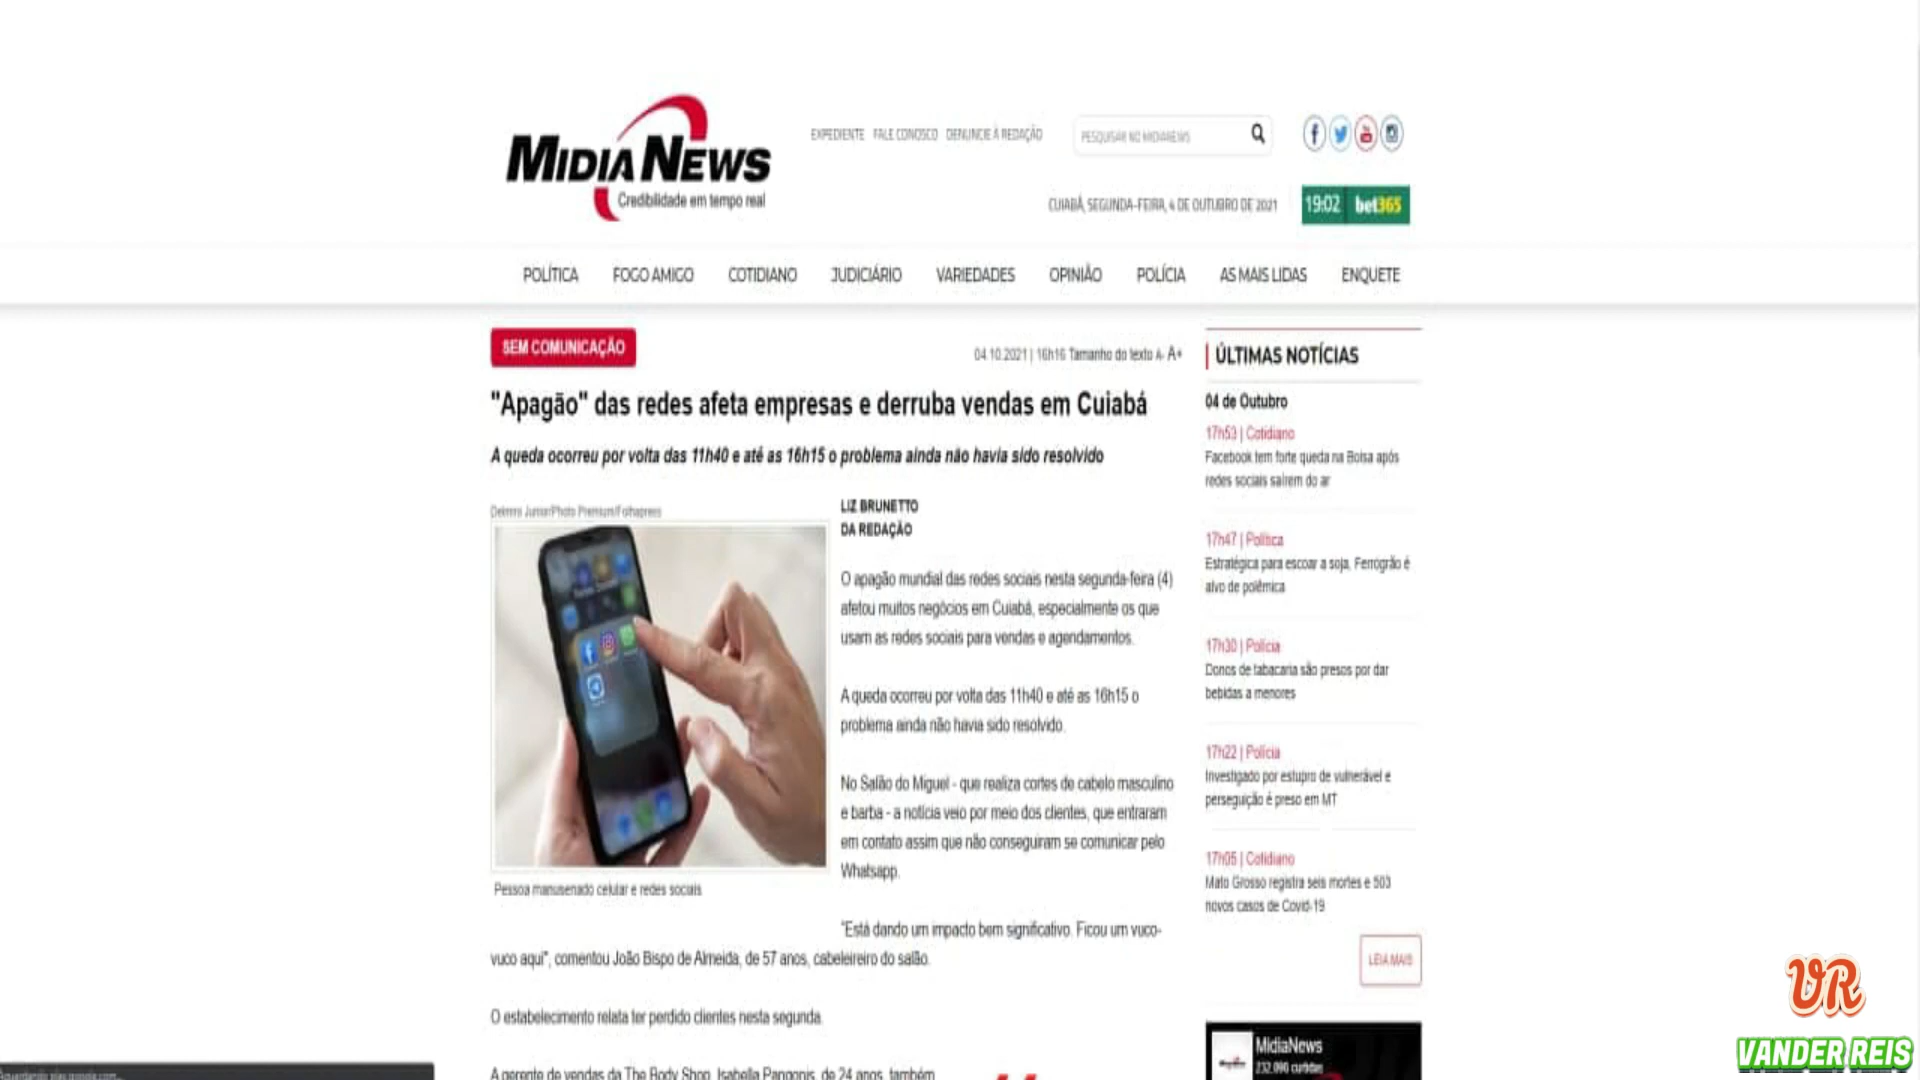 MIDIANEWS
Credibilidade em tempo real
EXPEDIENTE FALE CONOSCO DENUNCIE À REDAÇÃO
PESQUISAR NO MIDIANEWS
CUIABÁ, SEGUNDA-FEIRA, 4 DE OUTUBRO DE 2021
19:02 bet365
POLÍTICA FOGO AMIGO COTIDIANO JUDICIÁRIO VARIEDADES OPINIÃO POLÍCIA AS MAIS LIDAS ENQUETE
SEM COMUNICAÇÃO
04.10.2021 | 16h16 Tamanho do texto A- A+
"Apagão" das redes afeta empresas e derruba vendas em Cuiabá
A queda ocorreu por volta das 11h40 e até as 16h15 o problema ainda não havia sido resolvido
Junior/Photo Premium/Folhapress
Pessoa manusenado celular e redes sociais
LIZ BRUNETTO
DA REDAÇÃO
O apagão mundial das redes sociais nesta segunda-feira (4)
afetou muitos negócios em Cuiabá, especialmente os que
usam as redes sociais para vendas e agendamentos.
A queda ocorreu por volta das 11h40 e até as 16h15 o
problema ainda não havia sido resolvido.
No Salão do Miguel - que realiza cortes de cabelo masculino
e barba - a notícia veio por meio dos clientes, que entraram
em contato assim que não conseguiram se comunicar pelo
Whatsapp.
"Está dando um impacto bem significativo. Ficou um vuco-
vuco aqui", comentou João Bispo de Almeida, de 57 anos, cabeleireiro do salão.
O estabelecimento relata ter perdido clientes nesta segunda.
A gerente de vendas da The Body Shop, Isabella Pangonis, de 24 anos, também
ÚLTIMAS NOTÍCIAS
04 de Outubro
17h53 | Cotidiano
Facebook tem forte queda na Bolsa após
redes sociais saírem do ar
17h47 | Política
Estratégica para escoar a soja, Ferrogrão é
alvo de polêmica
17h30 | Polícia
Donos de tabacaria são presos por dar
bebidas a menores
17h22 | Polícia
Investigado por estupro de vulnerável e
perseguição é preso em MT
17h05 | Cotidiano
Mato Grosso registra seis mortes e 503
novos casos de Covid-19
LEIA MAIS
MidiaNews
VR
VANDER REIS